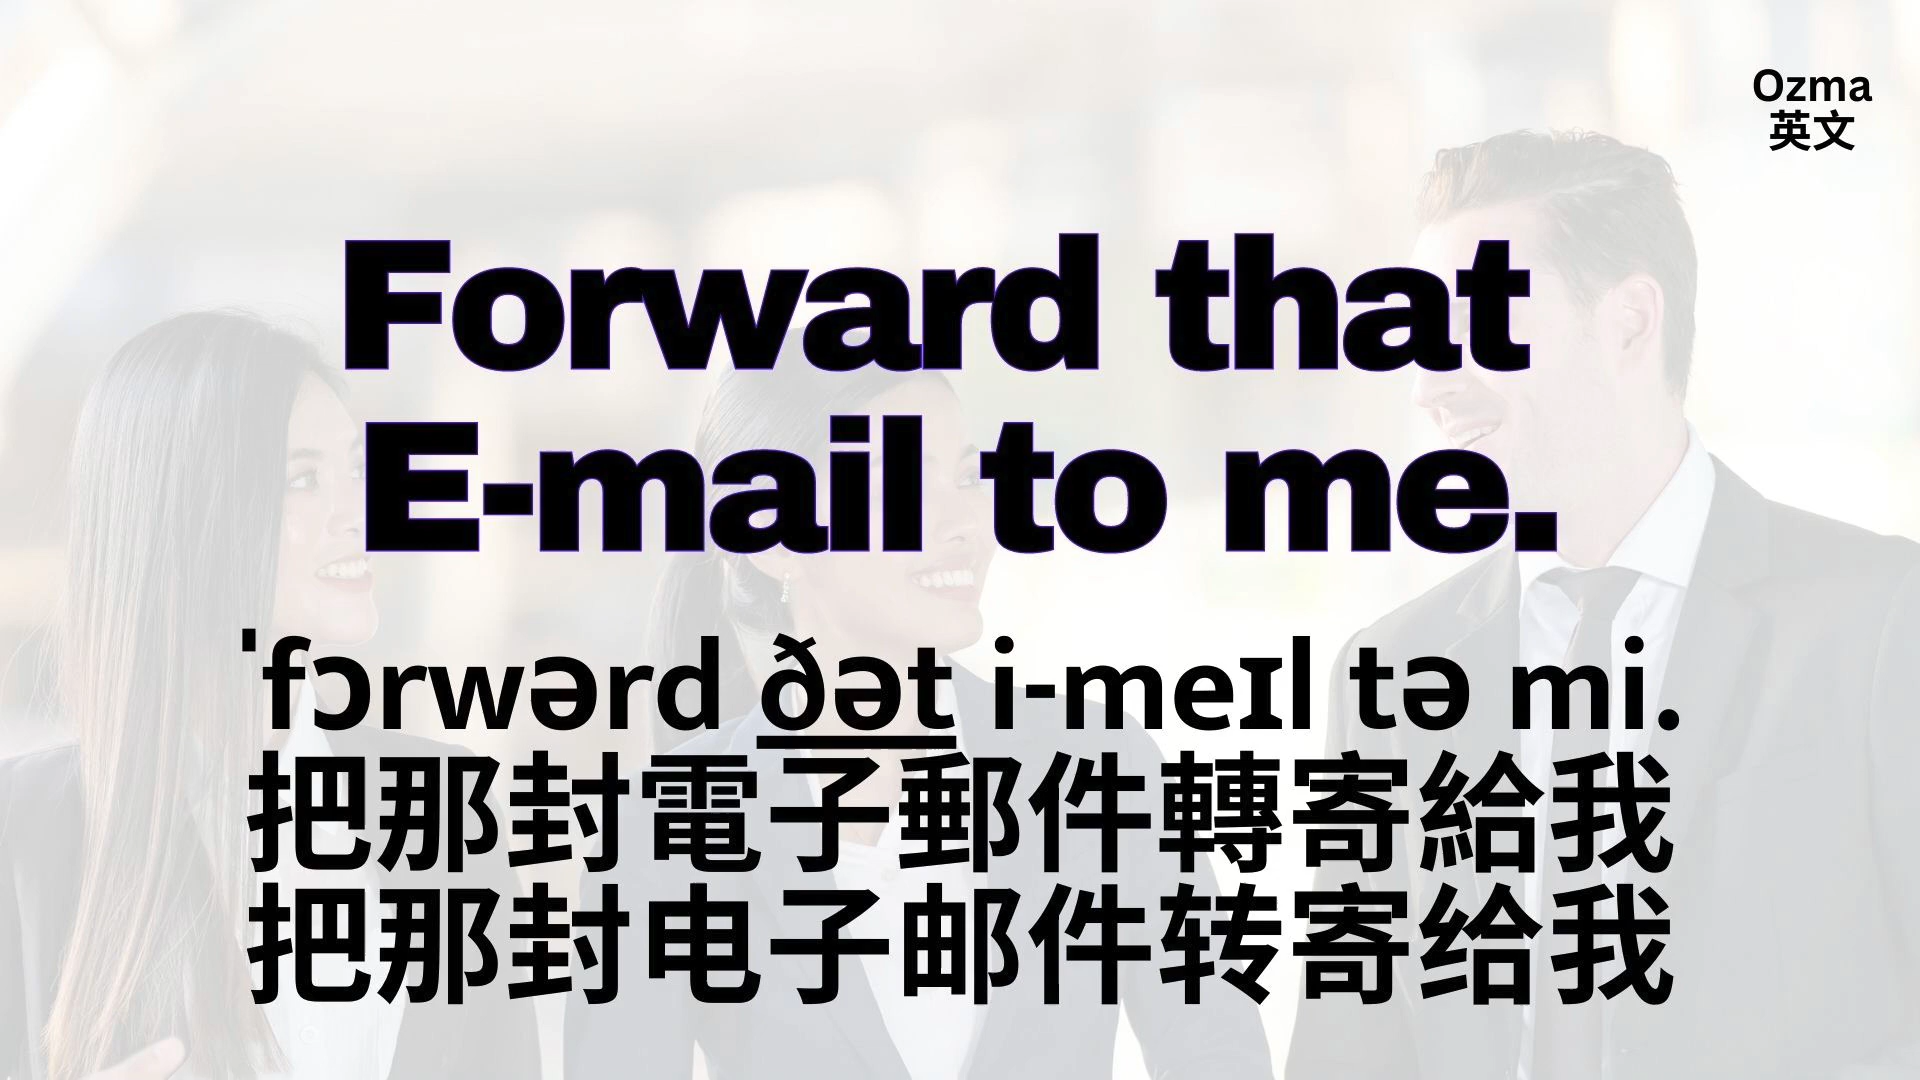 Ozma
英文
Forward that
E-mail to me.
ˈfɔrwərd ðət i-meɪl tə mi.
把那封電子郵件轉寄給我
把那封电子邮件转寄给我